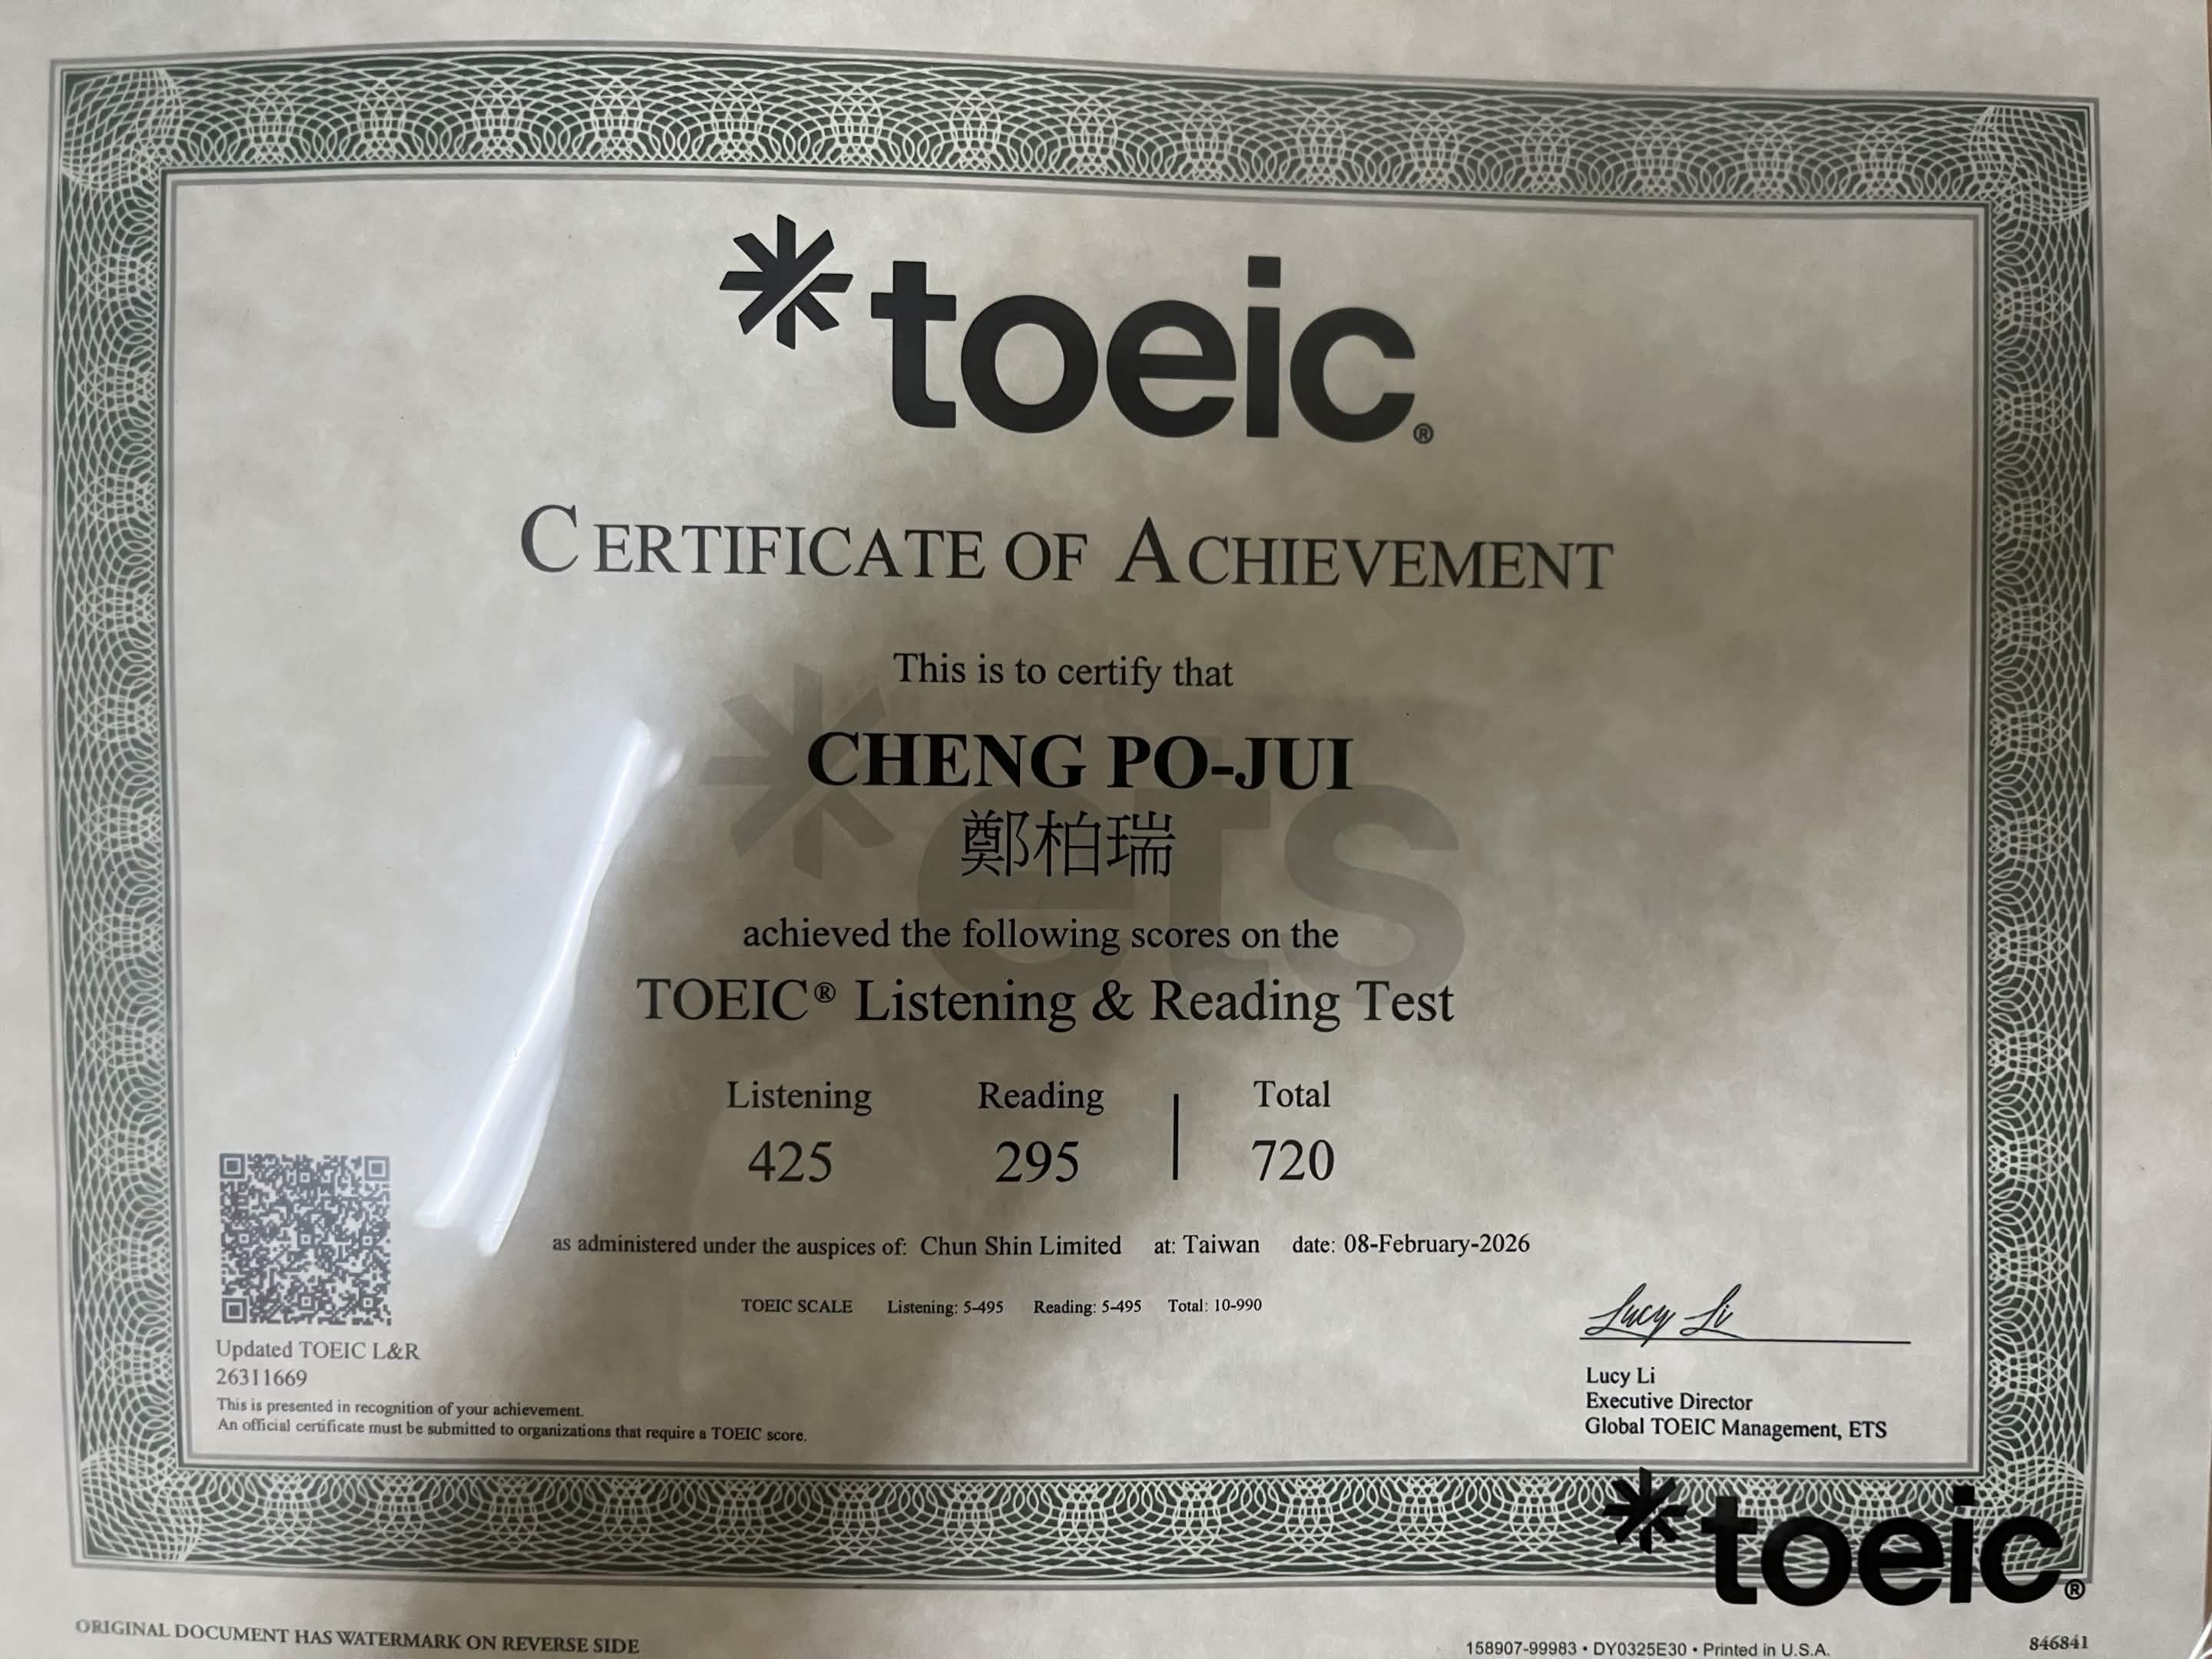 toeic®
CERTIFICATE OF ACHIEVEMENT
This is to certify that
CHENG PO-JUI
鄭柏瑞
ets
achieved the following scores on the
TOEIC® Listening & Reading Test
Listening Reading Total
425 295 720
as administered under the auspices of: Chun Shin Limited at: Taiwan date: 08-February-2026
TOEIC SCALE Listening: 5-495 Reading: 5-495 Total: 10-990
Updated TOEIC L&R
26311669
This is presented in recognition of your achievement.
An official certificate must be submitted to organizations that require a TOEIC score.
Lucy Li
Lucy Li
Executive Director
Global TOEIC Management, ETS
toeic®
ORIGINAL DOCUMENT HAS WATERMARK ON REVERSE SIDE
158907-99983 • DY0325E30 • Printed in U.S.A.
846841